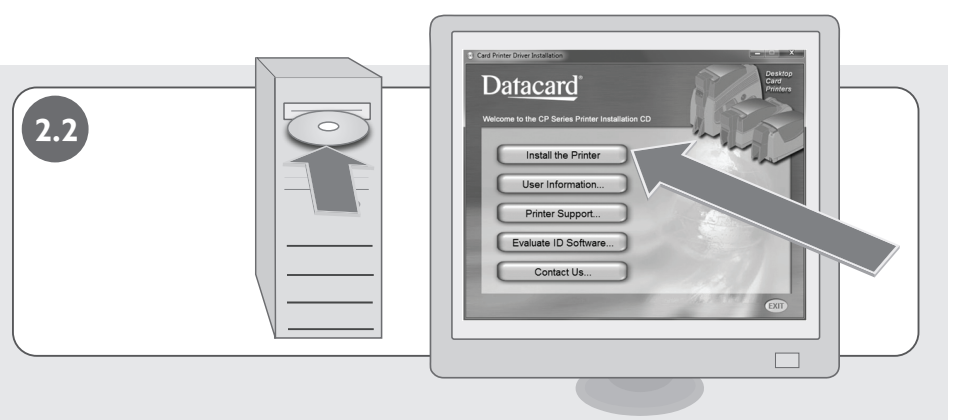 2.2
Card Printer Driver Installation
Datacard®
Desktop
Card
Printers
Welcome to the CP Series Printer Installation CD
Install the Printer
User Information...
Printer Support...
Evaluate ID Software...
Contact Us...
EXIT